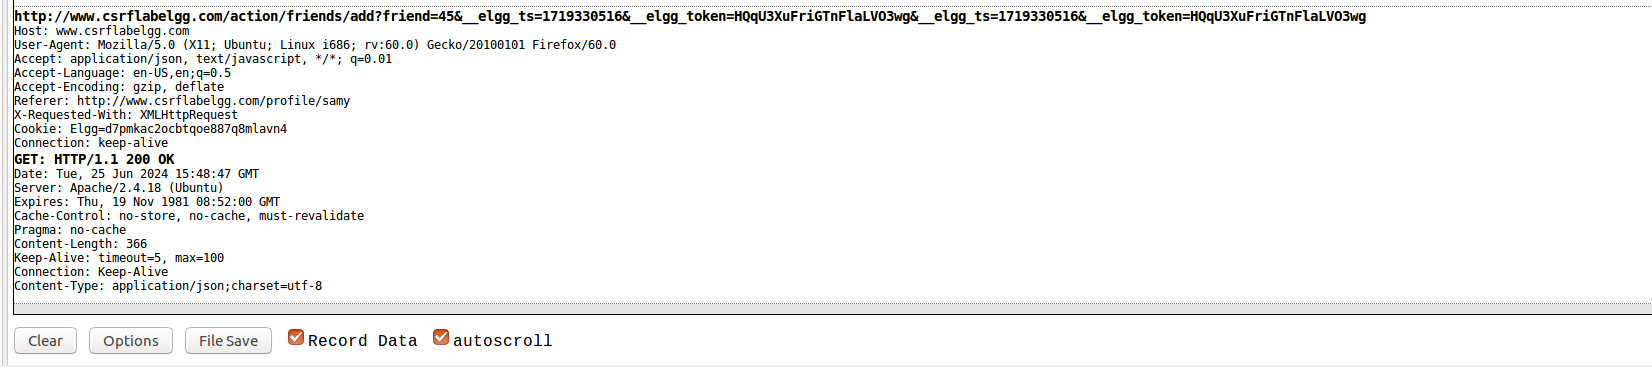 http://www.csrflabelgg.com/action/friends/add?friend=45&__elgg_ts=1719330516&__elgg_token=HQqU3XuFriGTnFlaLVO3wg&__elgg_ts=1719330516&__elgg_token=HQqU3XuFriGTnFlaLVO3wg
Host: www.csrflabelgg.com
User-Agent: Mozilla/5.0 (X11; Ubuntu; Linux i686; rv:60.0) Gecko/20100101 Firefox/60.0
Accept: application/json, text/javascript, */*; q=0.01
Accept-Language: en-US,en;q=0.5
Accept-Encoding: gzip, deflate
Referer: http://www.csrflabelgg.com/profile/samy
X-Requested-With: XMLHttpRequest
Cookie: Elgg=d7pmkac2ocbtqoe887q8mlavn4
Connection: keep-alive
GET: HTTP/1.1 200 OK
Date: Tue, 25 Jun 2024 15:48:47 GMT
Server: Apache/2.4.18 (Ubuntu)
Expires: Thu, 19 Nov 1981 08:52:00 GMT
Cache-Control: no-store, no-cache, must-revalidate
Pragma: no-cache
Content-Length: 366
Keep-Alive: timeout=5, max=100
Connection: Keep-Alive
Content-Type: application/json;charset=utf-8
Clear Options File Save Record Data autoscroll